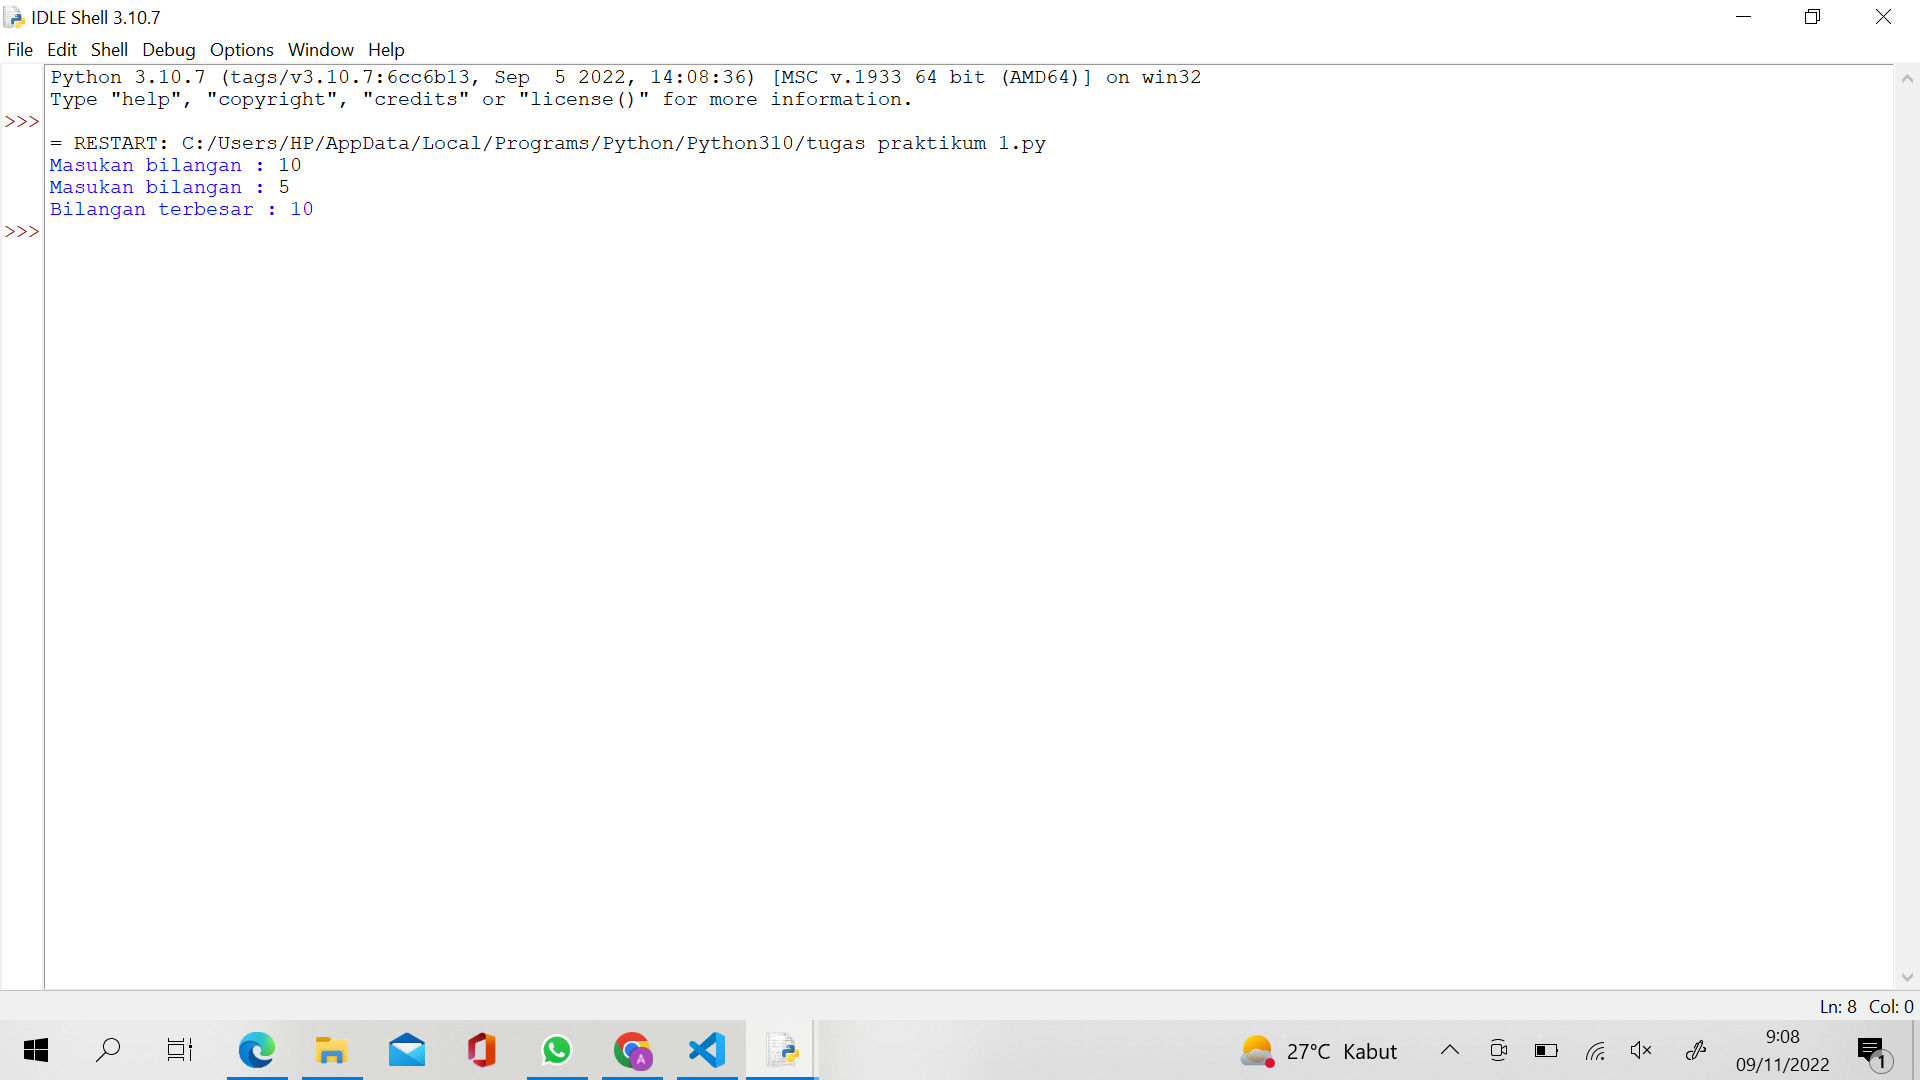 IDLE Shell 3.10.7
File Edit Shell Debug Options Window Help
Python 3.10.7 (tags/v3.10.7:6cc6b13, Sep  5 2022, 14:08:36) [MSC v.1933 64 bit (AMD64)] on win32
Type "help", "copyright", "credits" or "license()" for more information.
>>>
= RESTART: C:/Users/HP/AppData/Local/Programs/Python/Python310/tugas praktikum 1.py
Masukan bilangan : 10
Masukan bilangan : 5
Bilangan terbesar : 10
>>>
Ln: 8 Col: 0
A
27°C Kabut
9:08
09/11/2022
1